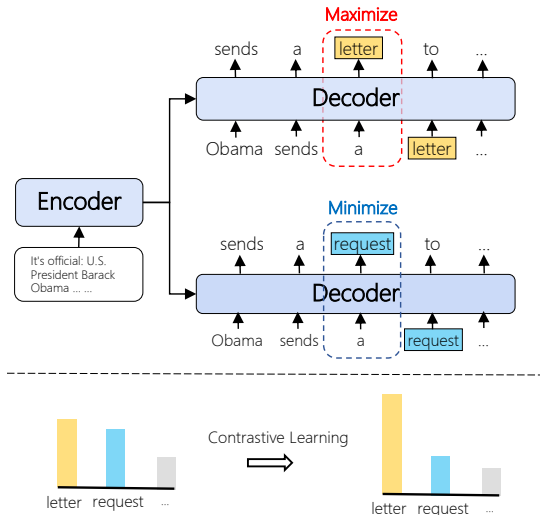 Maximize
sends a letter to ...
Decoder
Obama sends a letter ...
Encoder
It's official: U.S.
President Barack
Obama ... ...
Minimize
sends a request to ...
Decoder
Obama sends a request ...
Contrastive Learning
letter request ...
letter request ...